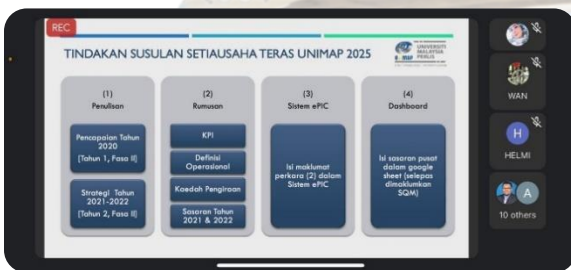 REC
TINDAKAN SUSULAN SETIAUSAHA TERAS UNIMAP 2025
UNIVERSITI
MALAYSIA
PERLIS
(1)
Penulisan
Pencapaian Tahun
2020
[Tahun 1, Fasa II]
Strategi Tahun
2021-2022
[Tahun 2, Fasa II]
(2)
Rumusan
KPI
Definisi
Operasional
Kaedah Pengiraan
Sasaran Tahun
2021 & 2022
(3)
Sistem ePIC
Isi maklumat
perkara (2) dalam
Sistem ePIC
(4)
Dashboard
Isi sasaran pusat
dalam google
sheet (selepas
dimaklumkan
SQM)
WAN
H
HELMI
A
10 others